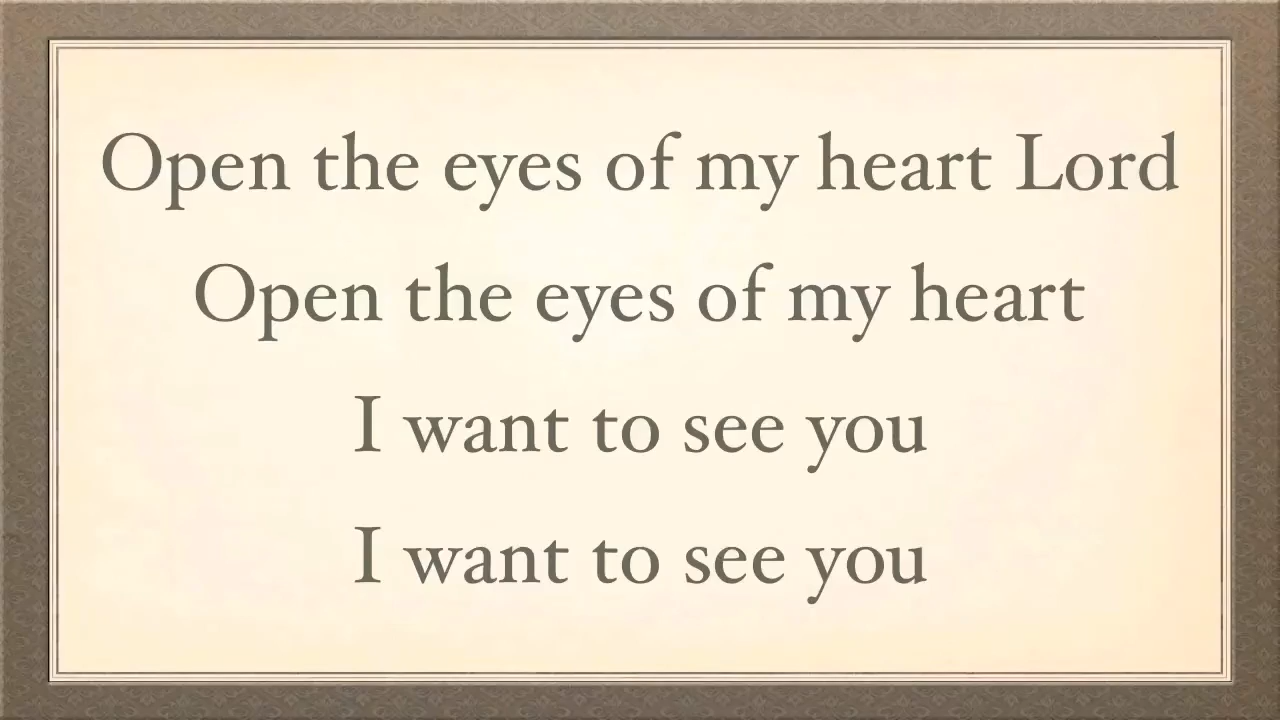 Open the eyes of my heart Lord
Open the eyes of my heart
I want to see you
I want to see you